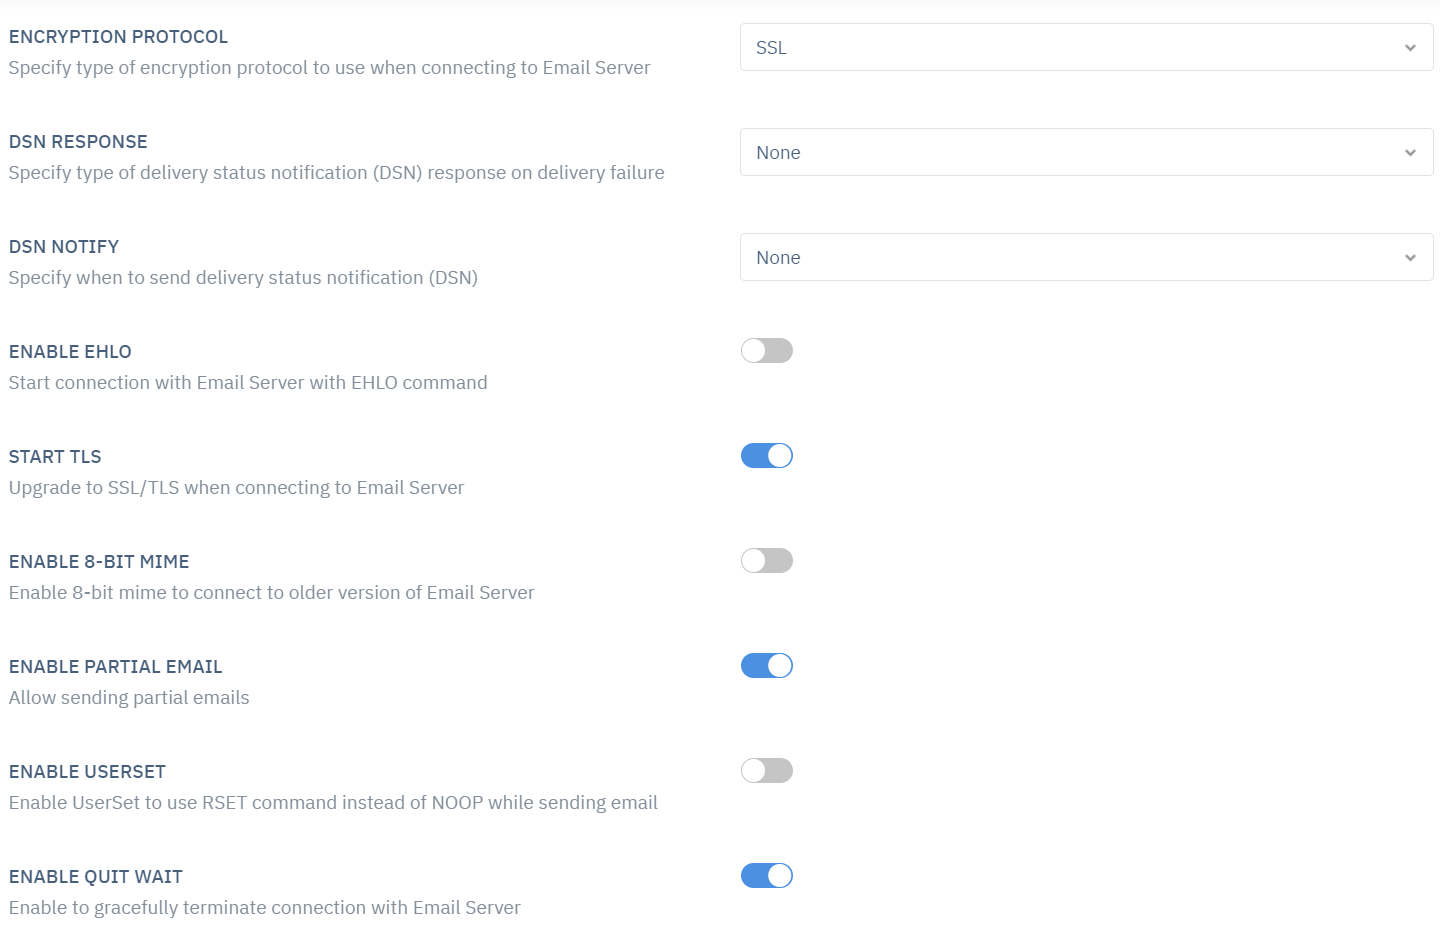 ENCRYPTION PROTOCOL
Specify type of encryption protocol to use when connecting to Email Server
SSL
DSN RESPONSE
Specify type of delivery status notification (DSN) response on delivery failure
None
DSN NOTIFY
Specify when to send delivery status notification (DSN)
None
ENABLE EHLO
Start connection with Email Server with EHLO command
START TLS
Upgrade to SSL/TLS when connecting to Email Server
ENABLE 8-BIT MIME
Enable 8-bit mime to connect to older version of Email Server
ENABLE PARTIAL EMAIL
Allow sending partial emails
ENABLE USERSET
Enable UserSet to use RSET command instead of NOOP while sending email
ENABLE QUIT WAIT
Enable to gracefully terminate connection with Email Server